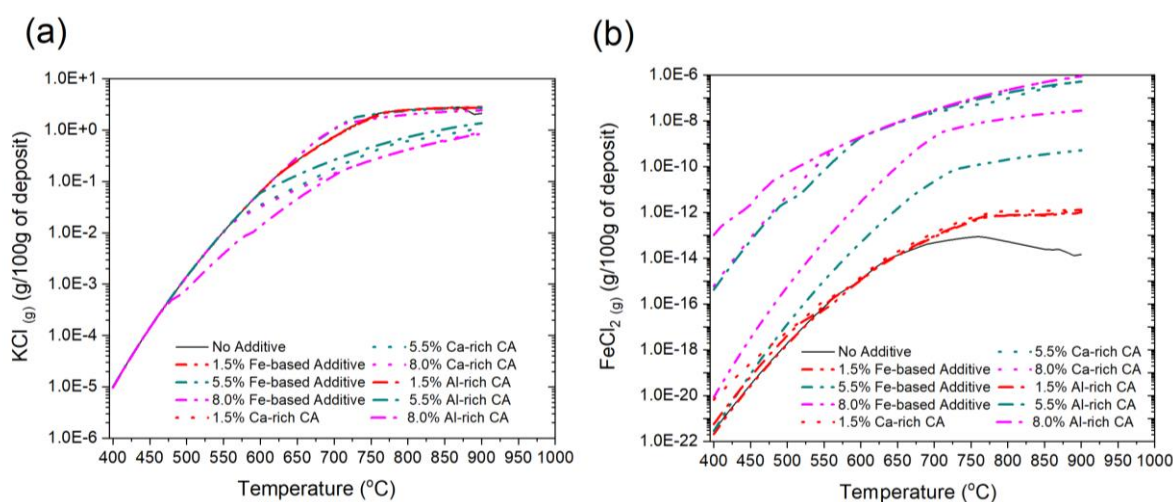 (a)
KCl (g) (g/100g of deposit)
1.0E+1
1.0E+0
1.0E-1
1.0E-2
1.0E-3
1.0E-4
1.0E-5
1.0E-6
No Additive
1.5% Fe-based Additive
5.5% Fe-based Additive
8.0% Fe-based Additive
1.5% Ca-rich CA
5.5% Ca-rich CA
8.0% Ca-rich CA
1.5% Al-rich CA
5.5% Al-rich CA
8.0% Al-rich CA
400 450 500 550 600 650 700 750 800 850 900 950 1000
Temperature (°C)
(b)
FeCl2 (g) (g/100g of deposit)
1.0E-6
1.0E-8
1.0E-10
1.0E-12
1.0E-14
1.0E-16
1.0E-18
1.0E-20
1.0E-22
No Additive
1.5% Fe-based Additive
5.5% Fe-based Additive
8.0% Fe-based Additive
1.5% Ca-rich CA
5.5% Ca-rich CA
8.0% Ca-rich CA
1.5% Al-rich CA
5.5% Al-rich CA
8.0% Al-rich CA
400 450 500 550 600 650 700 750 800 850 900 950 1000
Temperature (°C)